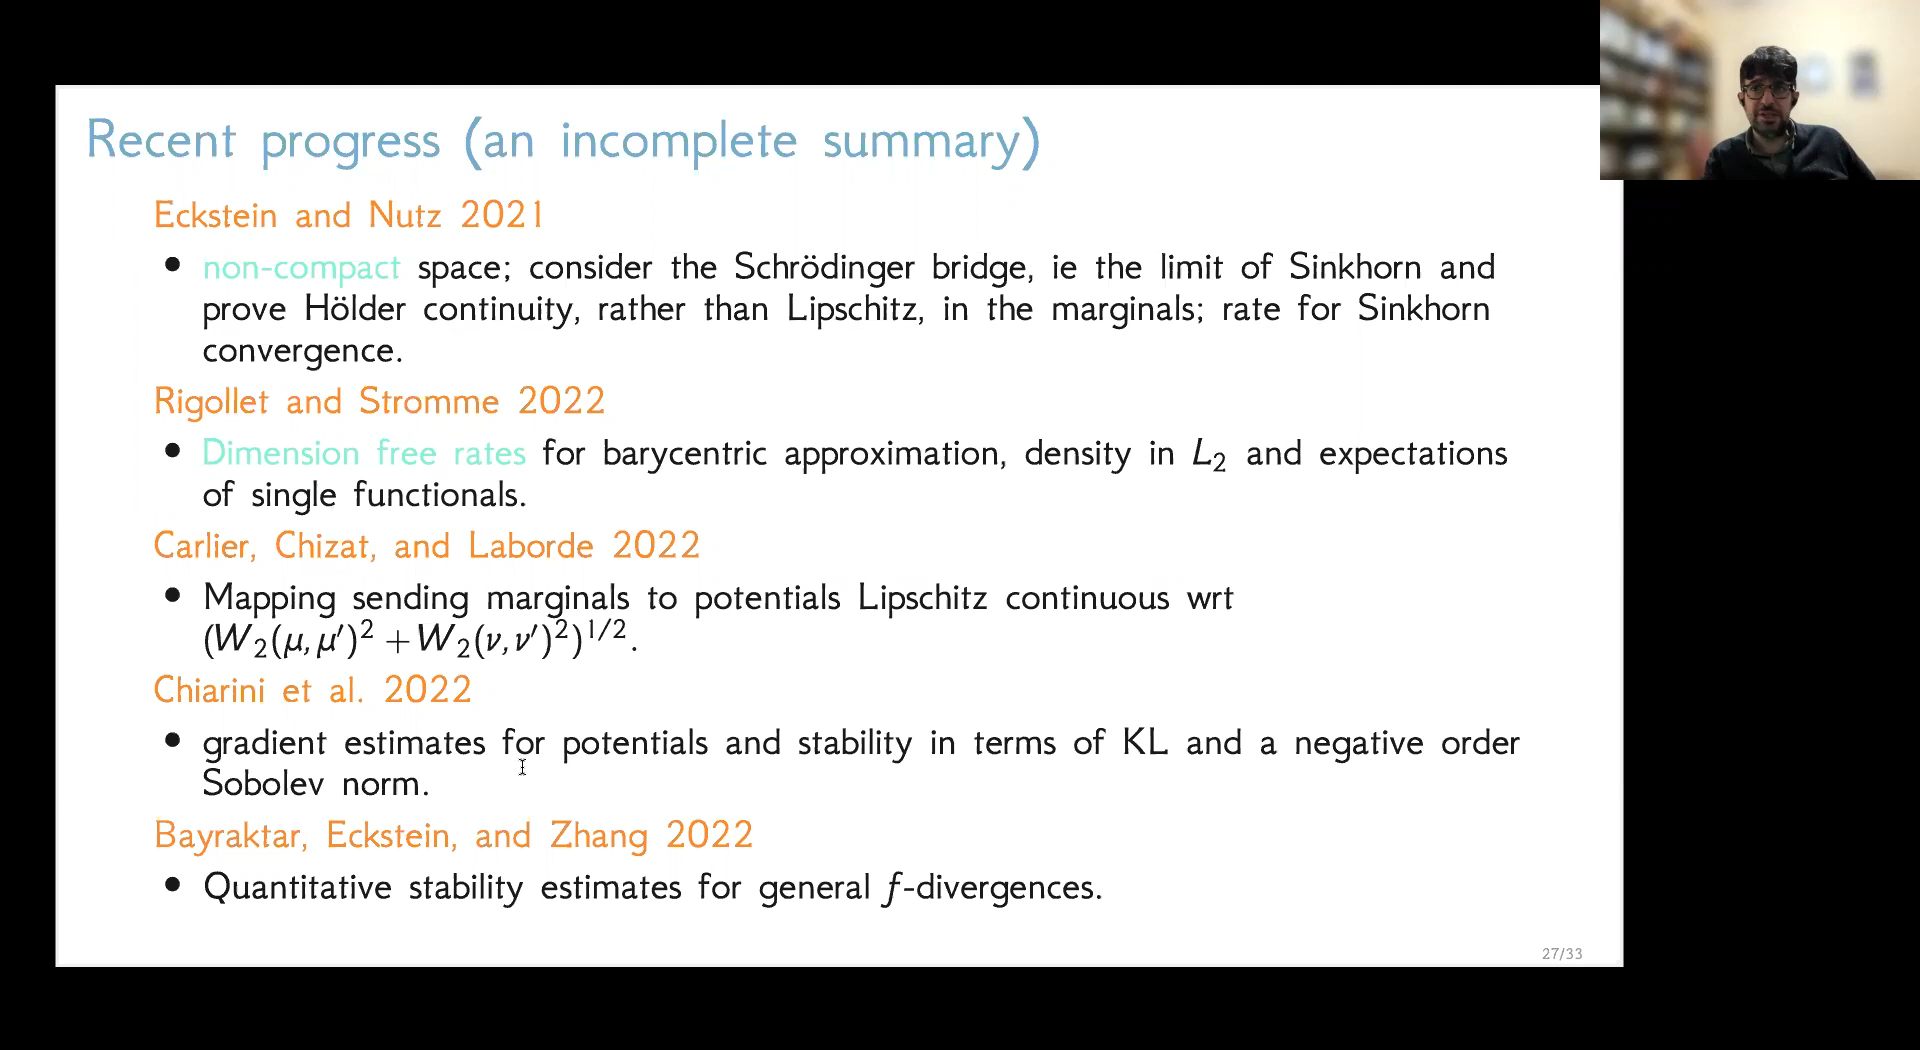 Recent progress (an incomplete summary)
Eckstein and Nutz 2021
• non-compact space; consider the Schrödinger bridge, ie the limit of Sinkhorn and
prove Hölder continuity, rather than Lipschitz, in the marginals; rate for Sinkhorn
convergence.
Rigollet and Stromme 2022
• Dimension free rates for barycentric approximation, density in L₂ and expectations
of single functionals.
Carlier, Chizat, and Laborde 2022
• Mapping sending marginals to potentials Lipschitz continuous wrt
(W₂(μ,μ′)² + W₂(ν,ν′)²)¹/².
Chiarini et al. 2022
• gradient estimates for potentials and stability in terms of KL and a negative order
Sobolev norm.
Bayraktar, Eckstein, and Zhang 2022
• Quantitative stability estimates for general f-divergences.
27/33